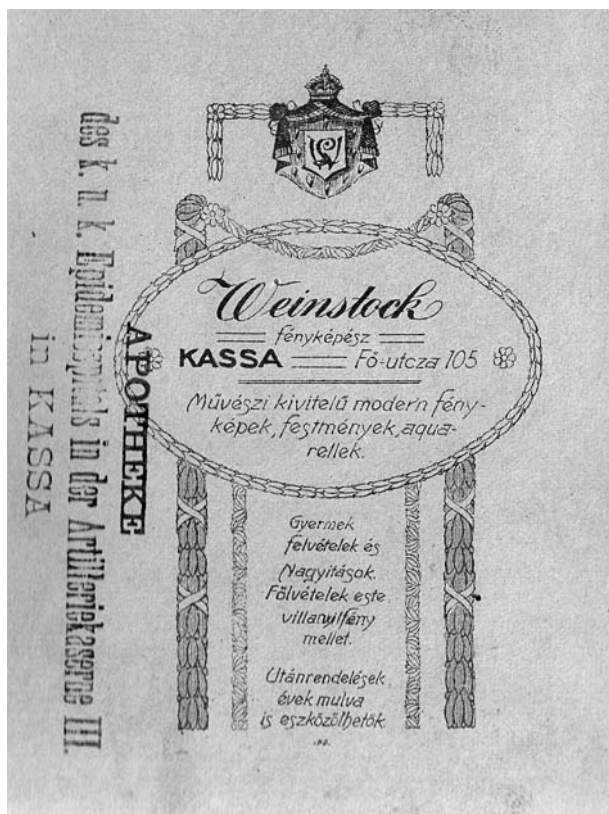 Weinstock
fényképész
KASSA Fő-utcza 105
Művészi kivitelű modern fény-
képek, festmények, aqua-
rellek.
Gyermek
felvételek és
Nagyitások.
Fölvételek este
villanyfény
mellet.
Utánrendelések
évek mulva
is eszközölhetők
APOTHEKE
des k. u. k. Epidemiespitals in der Artilleriekaserne III.
in KASSA